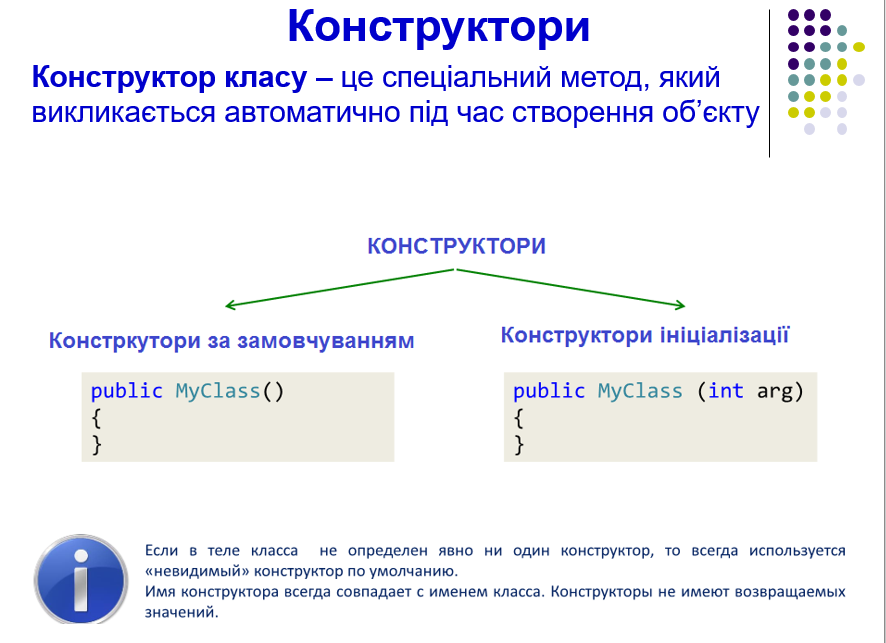 Конструктори
Конструктор класу – це спеціальний метод, який
викликається автоматично під час створення об’єкту
КОНСТРУКТОРИ
Констркутори за замовчуванням
Конструктори ініціалізації
public MyClass()
{
}
public MyClass (int arg)
{
}
Если в теле класса не определен явно ни один конструктор, то всегда используется
«невидимый» конструктор по умолчанию.
Имя конструктора всегда совпадает с именем класса. Конструкторы не имеют возвращаемых
значений.